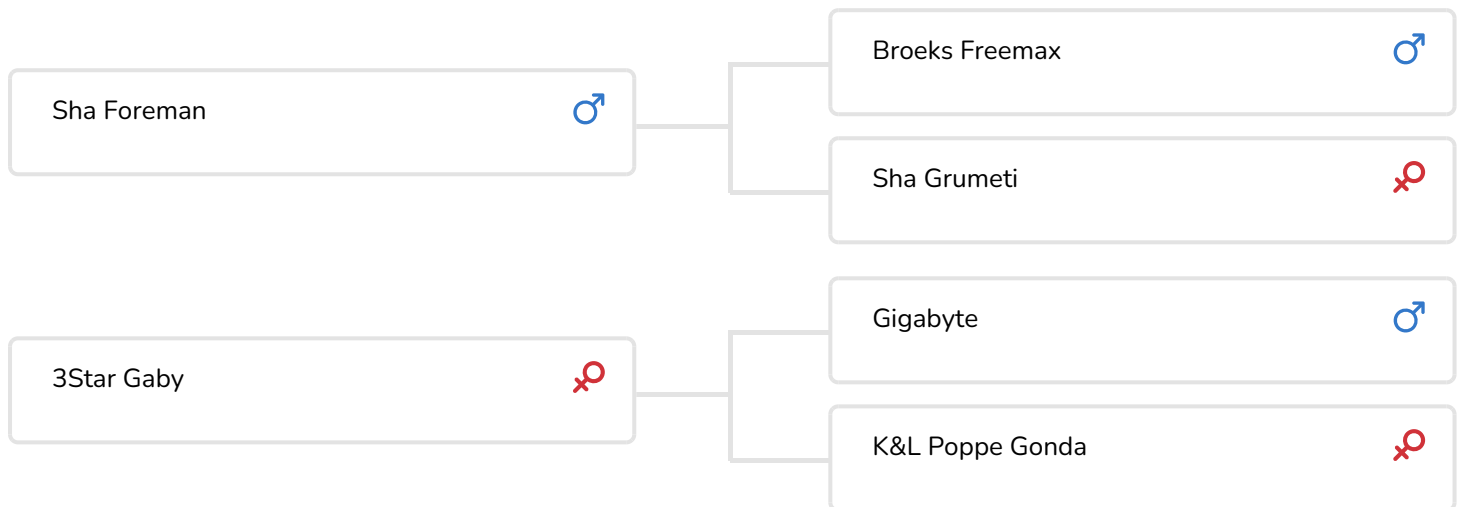 Broeks Freemax
Sha Foreman
Sha Grumeti
Gigabyte
3Star Gaby
K&L Poppe Gonda